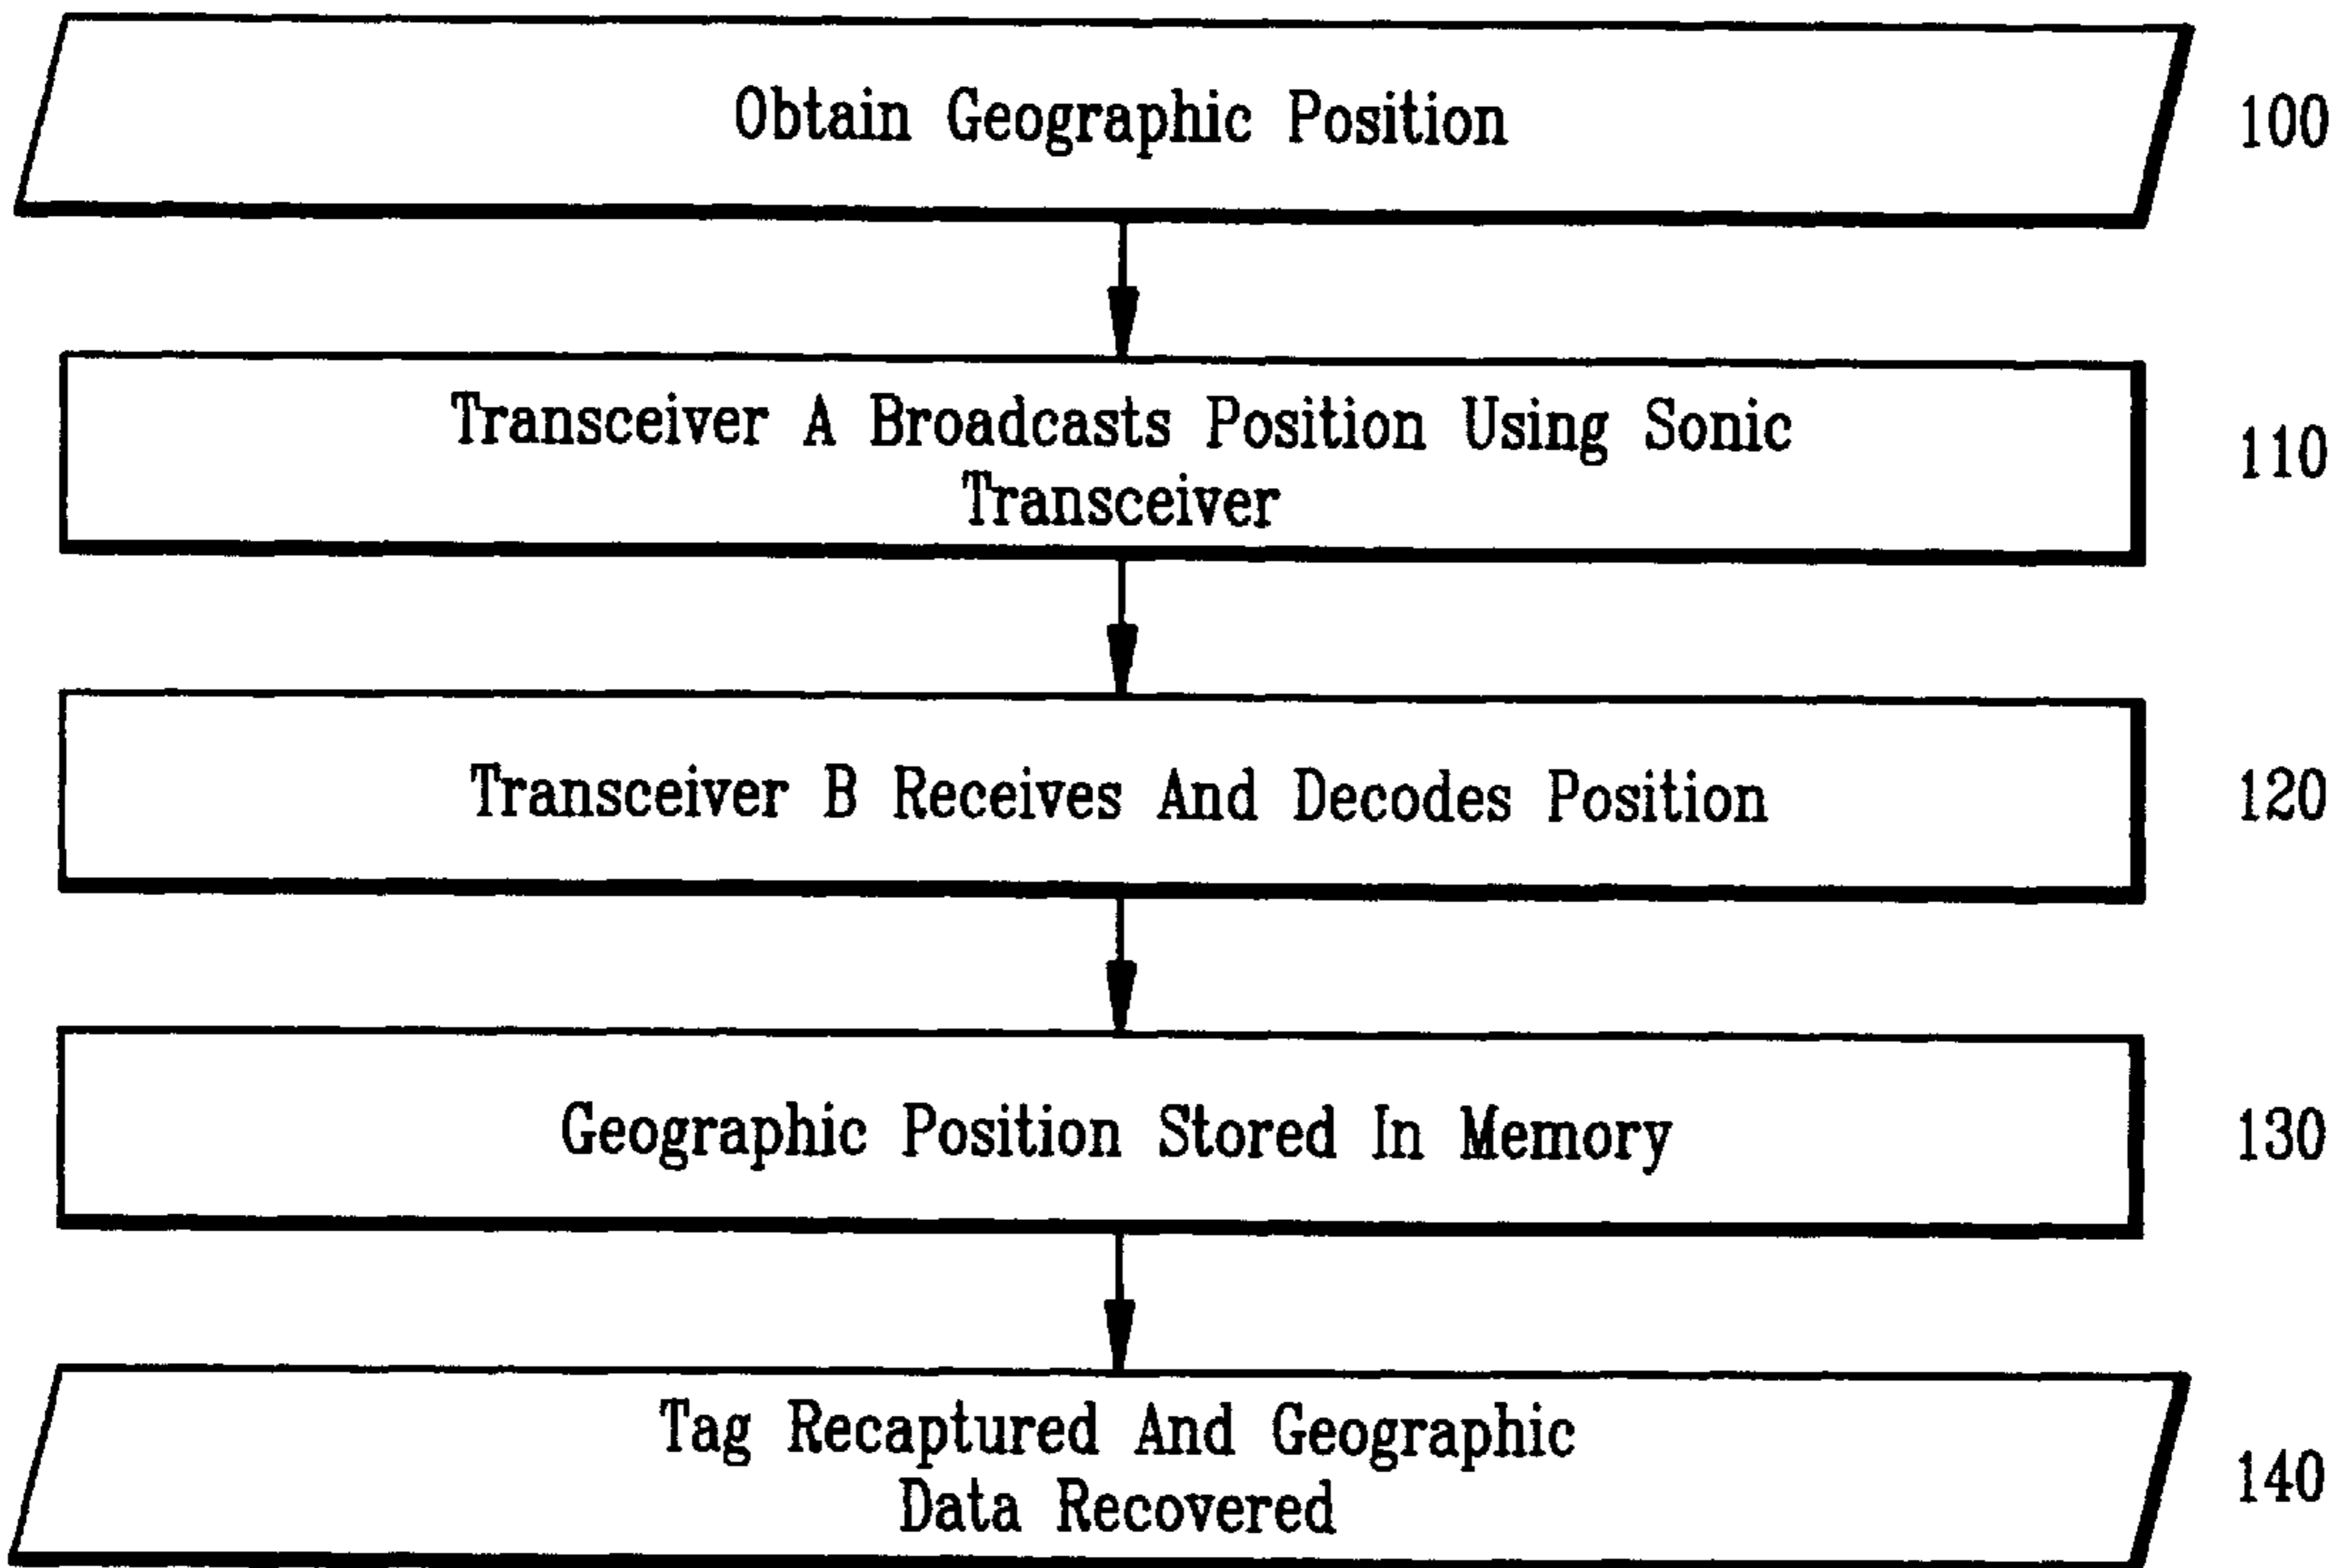 Obtain Geographic Position
100
Transceiver A Broadcasts Position Using Sonic
Transceiver
110
Transceiver B Receives And Decodes Position
120
Geographic Position Stored In Memory
130
Tag Recaptured And Geographic
Data Recovered
140